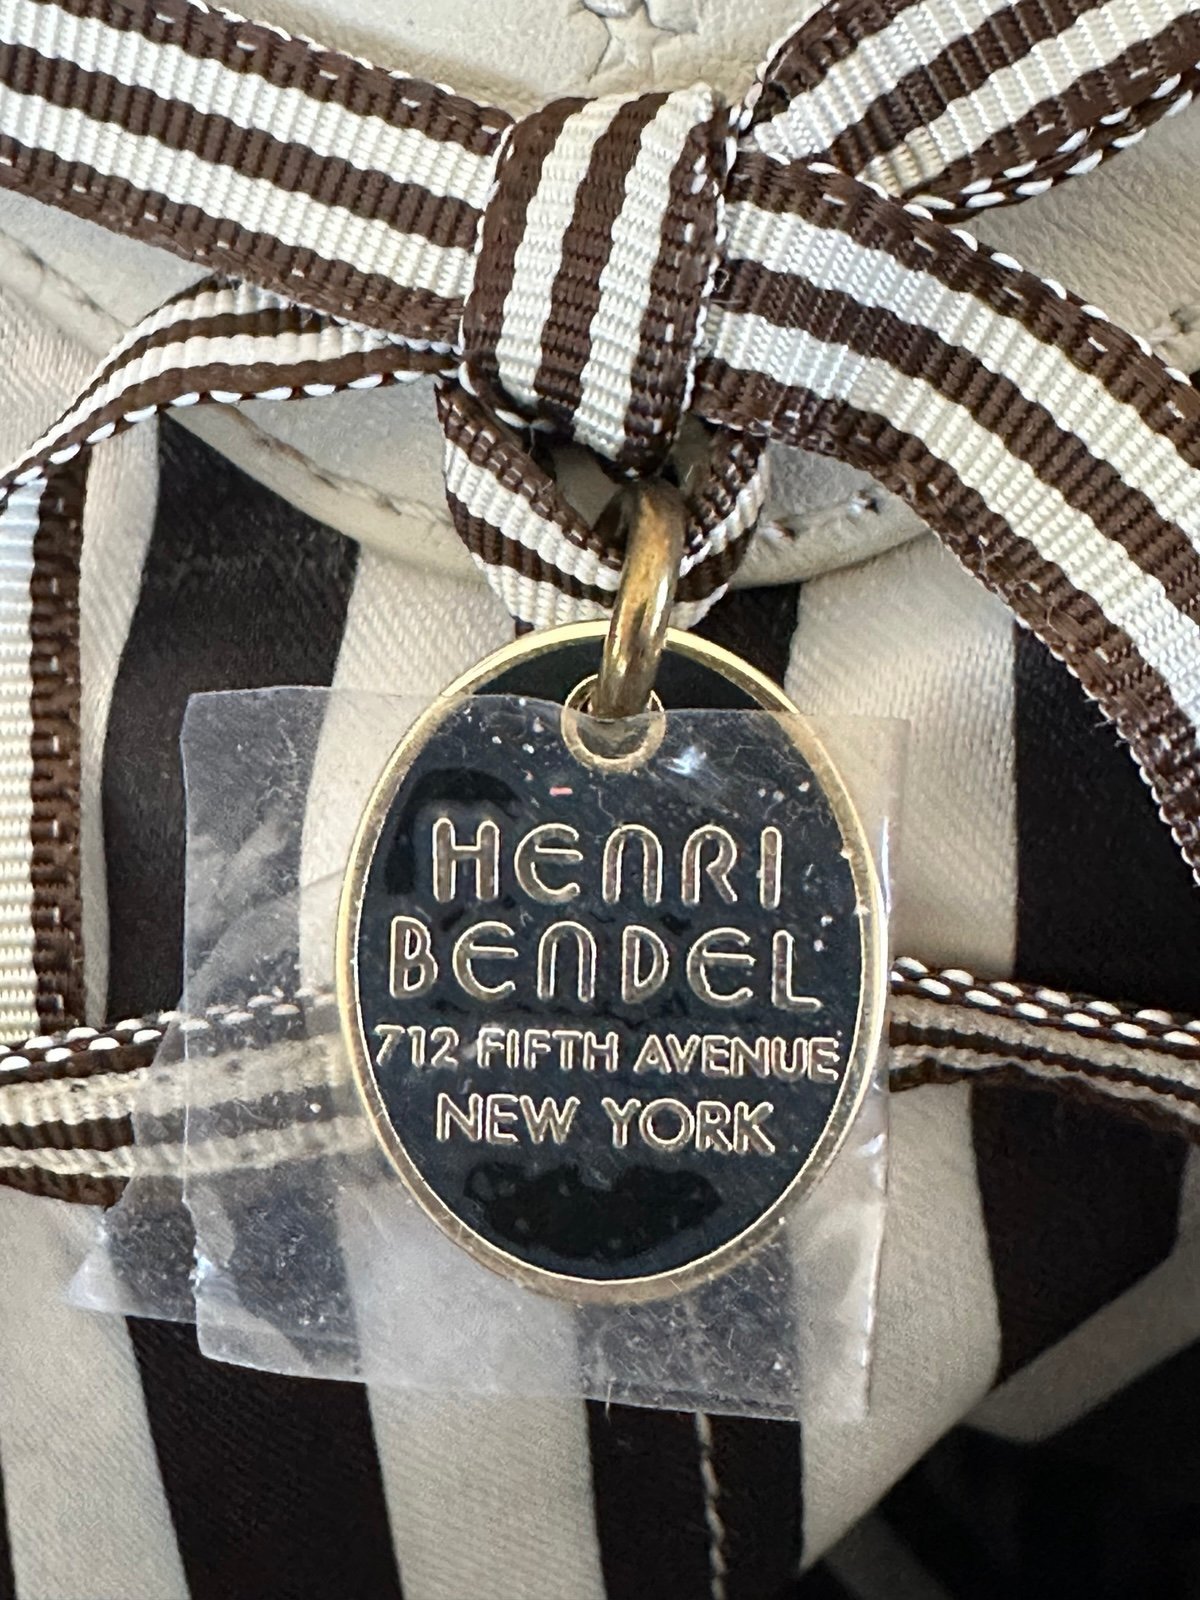 HENRI
BENDEL
712 FIFTH AVENUE
NEW YORK